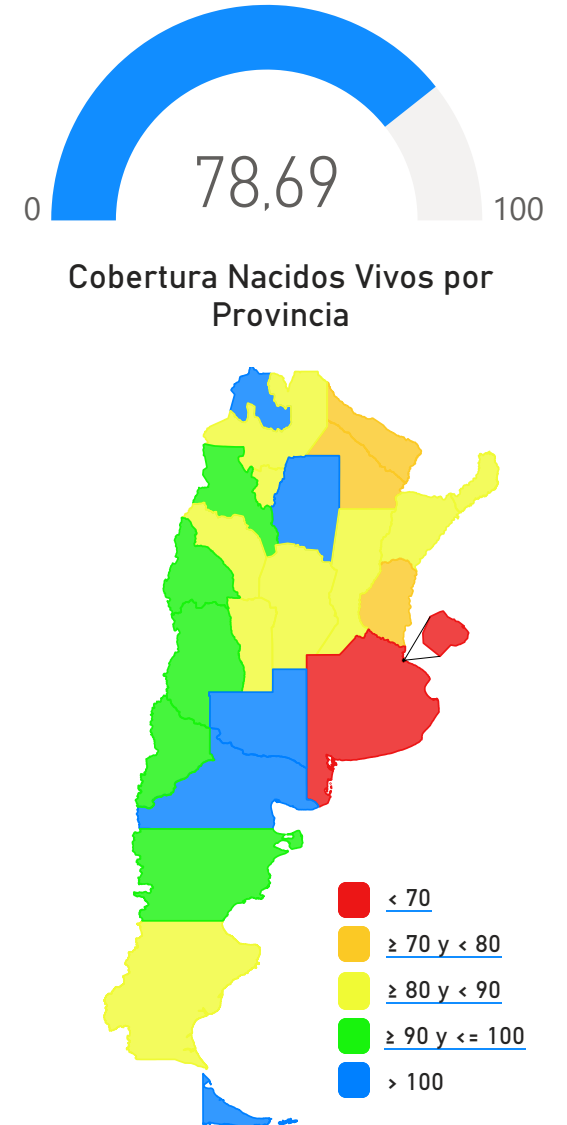 78,69
0
100
Cobertura Nacidos Vivos por
Provincia
< 70
≥ 70 y < 80
≥ 80 y < 90
≥ 90 y <= 100
> 100